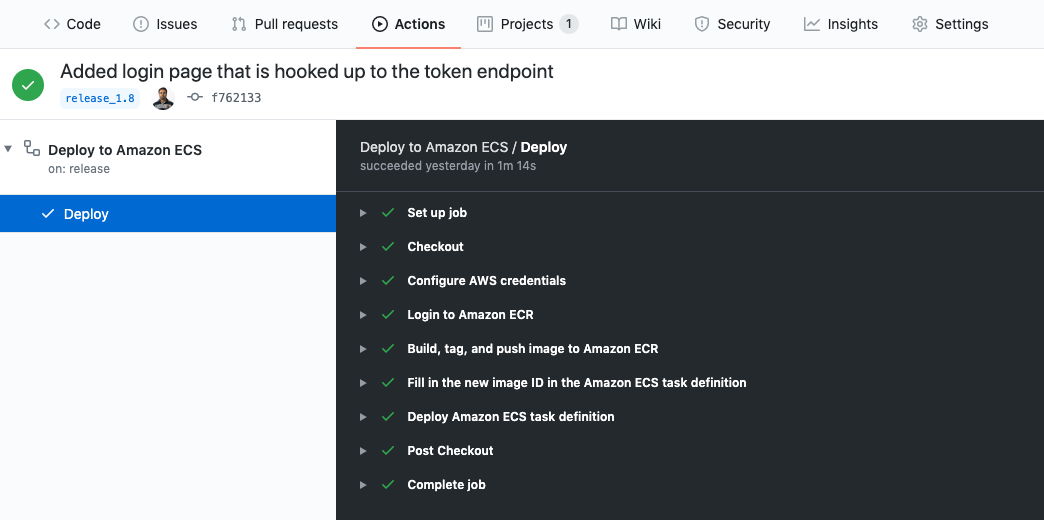 Code Issues Pull requests Actions Projects 1 Wiki Security Insights Settings
Added login page that is hooked up to the token endpoint
release_1.8 f762133
Deploy to Amazon ECS
on: release
Deploy
Deploy to Amazon ECS / Deploy
succeeded yesterday in 1m 14s
Set up job
Checkout
Configure AWS credentials
Login to Amazon ECR
Build, tag, and push image to Amazon ECR
Fill in the new image ID in the Amazon ECS task definition
Deploy Amazon ECS task definition
Post Checkout
Complete job